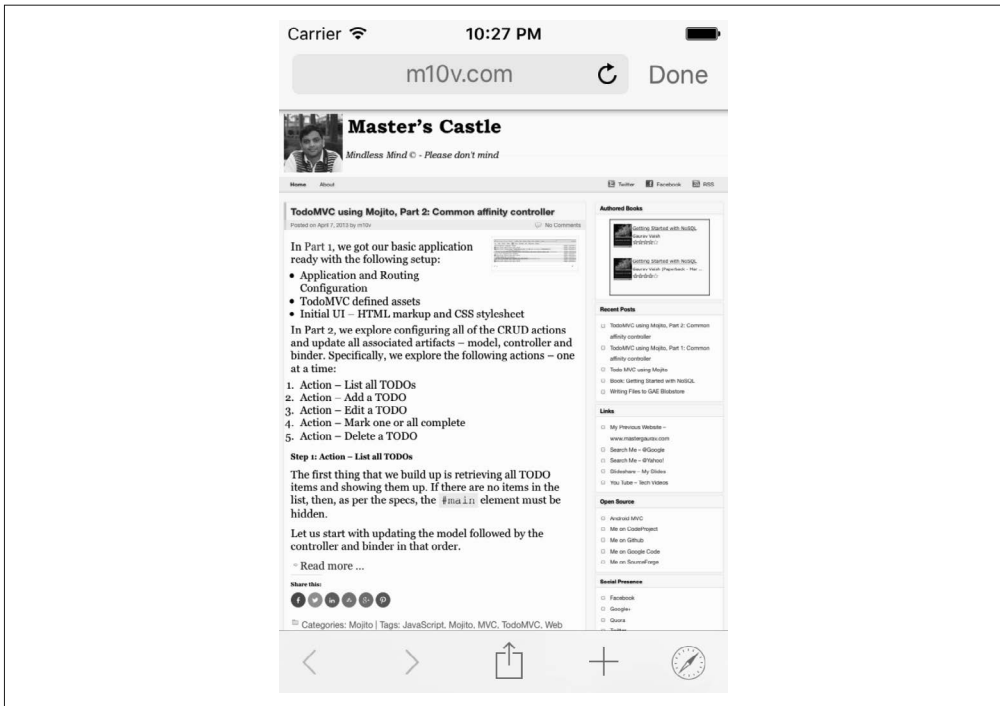 Carrier
10:27 PM
m10v.com
Done
Master's Castle
Mindless Mind © - Please don't mind
Home About
Twitter Facebook RSS
TodoMVC using Mojito, Part 2: Common affinity controller
Posted on April 7, 2013 by m10v
No Comments
In Part 1, we got our basic application
ready with the following setup:
• Application and Routing
Configuration
• TodoMVC defined assets
• Initial UI – HTML markup and CSS stylesheet
In Part 2, we explore configuring all of the CRUD actions
and update all associated artifacts – model, controller and
binder. Specifically, we explore the following actions – one
at a time:
1. Action – List all TODOs
2. Action – Add a TODO
3. Action – Edit a TODO
4. Action – Mark one or all complete
5. Action – Delete a TODO
Step 1: Action – List all TODOs
The first thing that we build up is retrieving all TODO
items and showing them up. If there are no items in the
list, then, as per the specs, the #main element must be
hidden.
Let us start with updating the model followed by the
controller and binder in that order.
Read more ...
Share this:
Categories: Mojito | Tags: JavaScript, Mojito, MVC, TodoMVC, Web
Authored Books
Getting Started with NoSQL
Gaurav Vaish
Getting Started with NoSQL
Gaurav Vaish (Paperback - Mar ...
Recent Posts
TodoMVC using Mojito, Part 2: Common
affinity controller
TodoMVC using Mojito, Part 1: Common
affinity controller
Todo MVC using Mojito
Book: Getting Started with NoSQL
Writing Files to GAE Blobstore
Links
My Previous Website –
www.mastergaurav.com
Search Me – @Google
Search Me – @Yahoo!
Slideshare – My Slides
You Tube – Tech Videos
Open Source
Android MVC
Me on CodeProject
Me on Github
Me on Google Code
Me on SourceForge
Social Presence
Facebook
Google+
Quora
Twitter